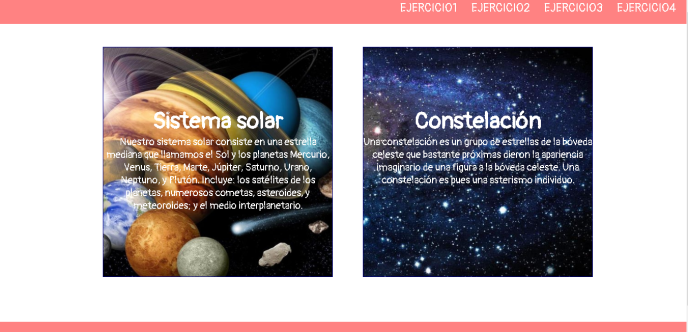 EJERCICIO1 EJERCICIO2 EJERCICIO3 EJERCICIO4
Sistema solar
Nuestro sistema solar consiste en una estrella
mediana que llamamos el Sol y los planetas Mercurio,
Venus, Tierra, Marte, Júpiter, Saturno, Urano,
Neptuno, y Plutón. Incluye: los satélites de los
planetas, numerosos cometas, asteroides, y
meteoroides; y el medio interplanetario.
Constelación
Una constelación es un grupo de estrellas de la bóveda
celeste que bastante próximas dieron la apariencia
imaginario de una figura a la bóveda celeste. Una
constelación es pues una asterismo individuo.